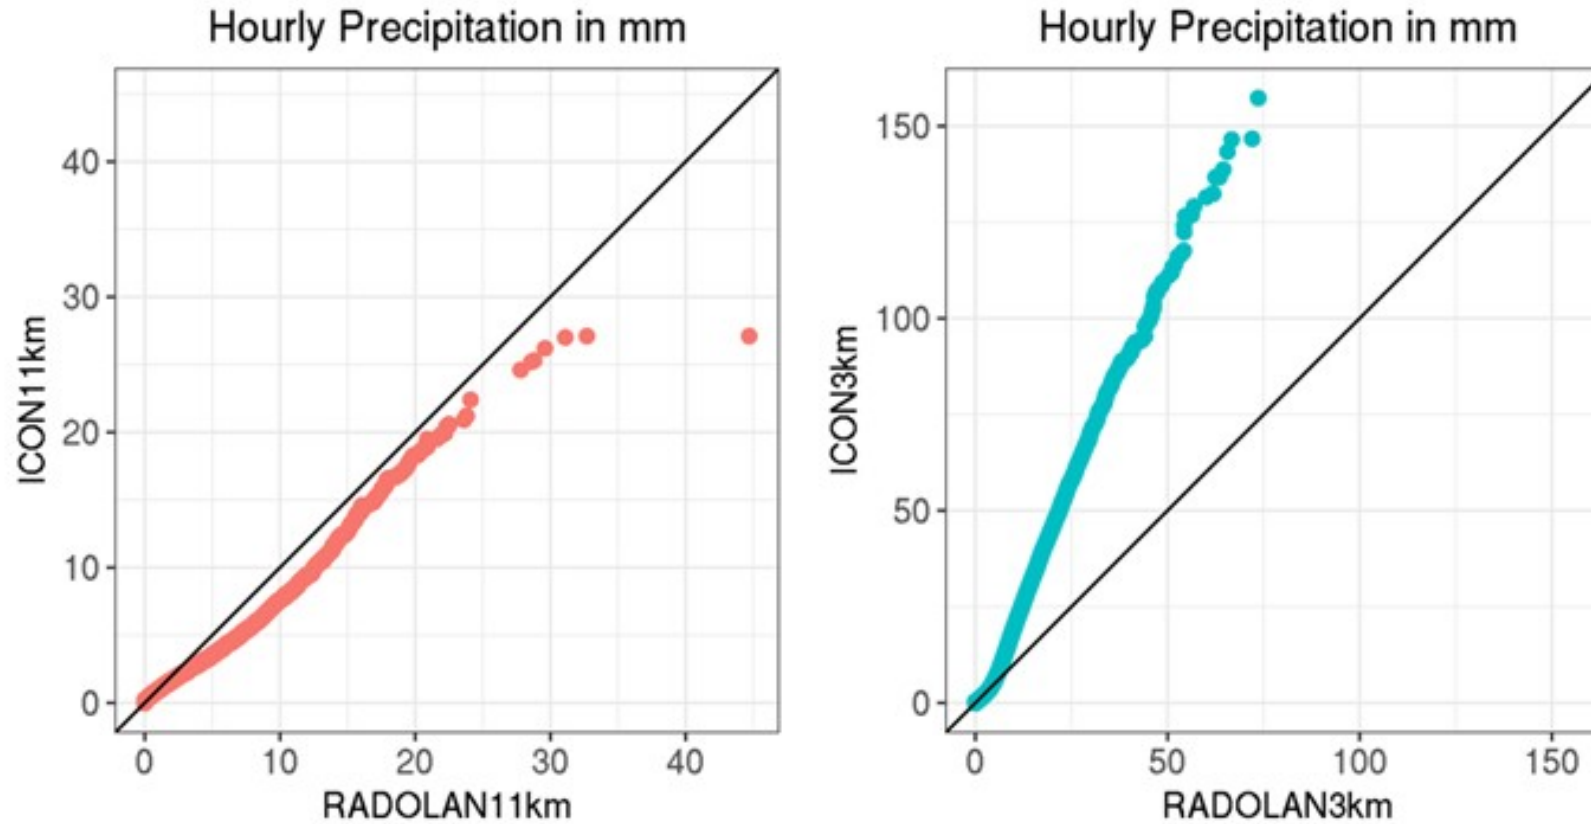 Hourly Precipitation in mm
ICON11km
40
30
20
10
0
0 10 20 30 40
RADOLAN11km
Hourly Precipitation in mm
ICON3km
150
100
50
0
0 50 100 150
RADOLAN3km